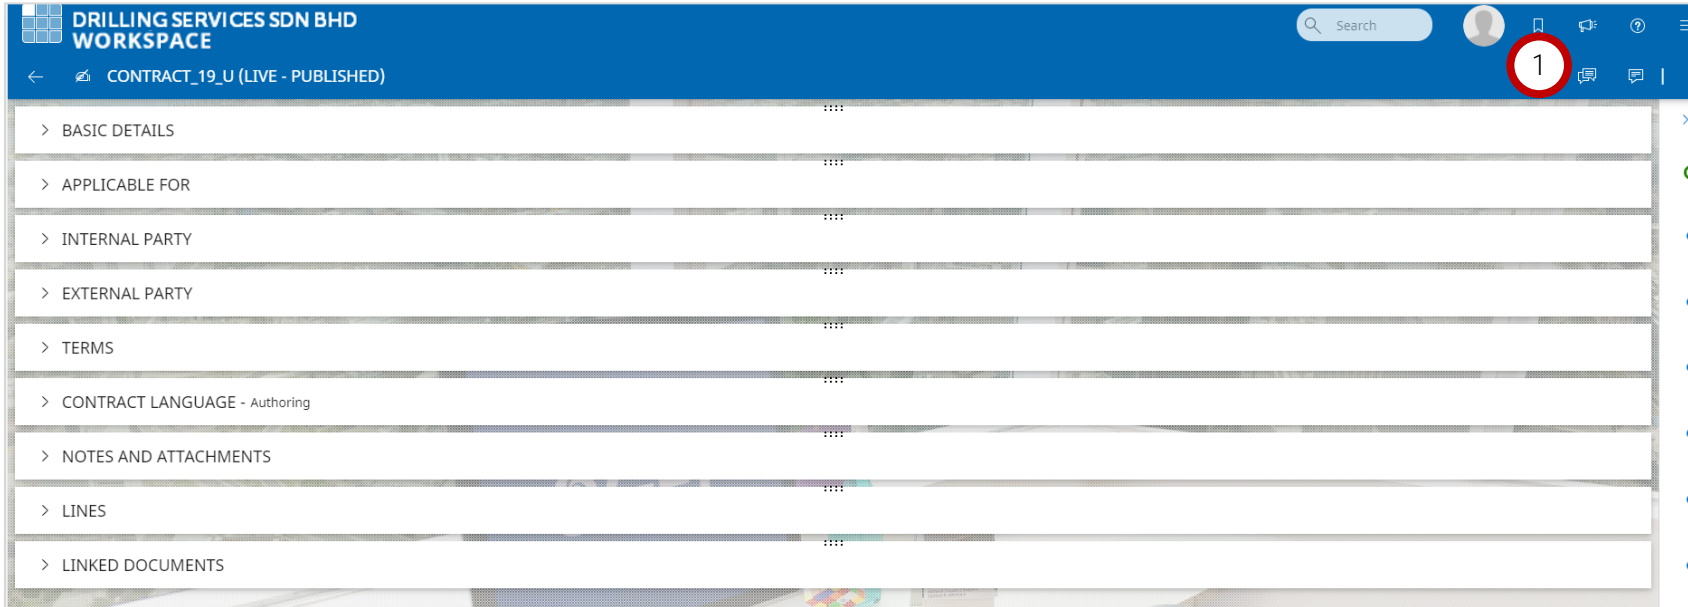 DRILLING SERVICES SDN BHD
WORKSPACE
Search
1
CONTRACT_19_U (LIVE - PUBLISHED)
BASIC DETAILS
APPLICABLE FOR
INTERNAL PARTY
EXTERNAL PARTY
TERMS
CONTRACT LANGUAGE - Authoring
NOTES AND ATTACHMENTS
LINES
LINKED DOCUMENTS